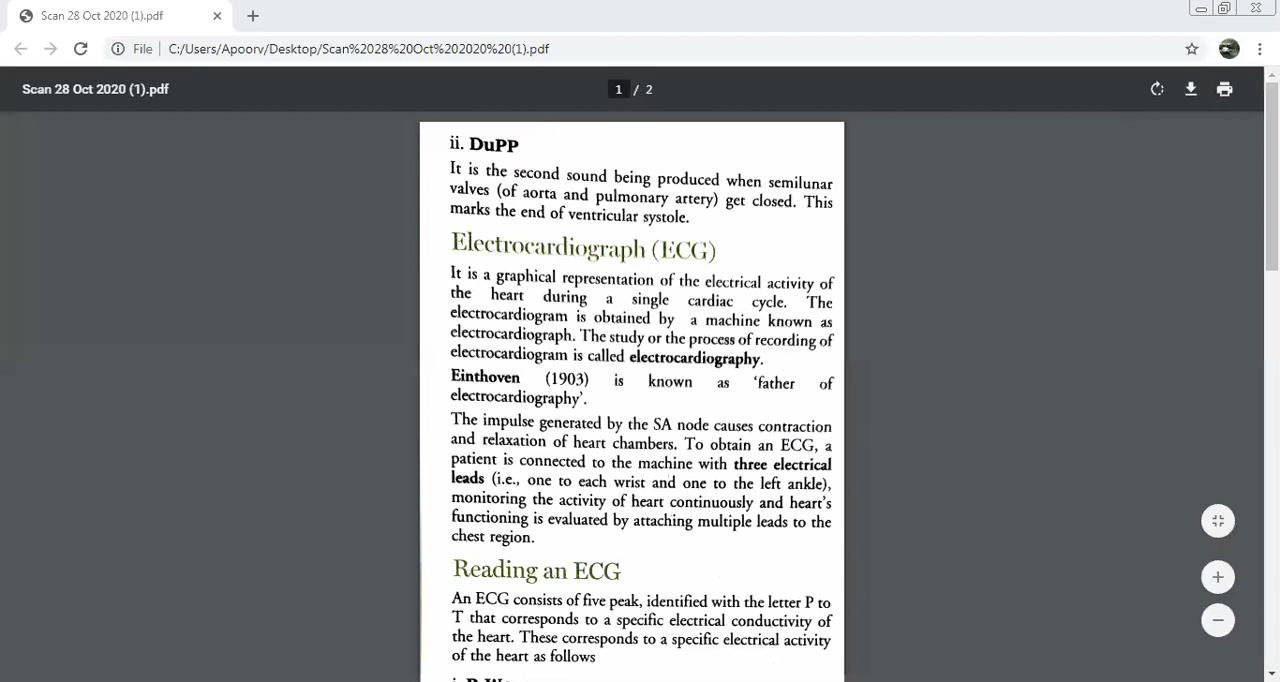 Scan 28 Oct 2020 (1).pdf
File C:/Users/Apoorv/Desktop/Scan%2028%20Oct%202020%20(1).pdf
Scan 28 Oct 2020 (1).pdf
1 / 2
ii. DuPP
It is the second sound being produced when semilunar
valves (of aorta and pulmonary artery) get closed. This
marks the end of ventricular systole.
Electrocardiograph (ECG)
It is a graphical representation of the electrical activity of
the heart during a single cardiac cycle. The
electrocardiogram is obtained by a machine known as
electrocardiograph. The study or the process of recording of
electrocardiogram is called electrocardiography.
Einthoven (1903) is known as ‘father of
electrocardiography’.
The impulse generated by the SA node causes contraction
and relaxation of heart chambers. To obtain an ECG, a
patient is connected to the machine with three electrical
leads (i.e., one to each wrist and one to the left ankle),
monitoring the activity of heart continuously and heart’s
functioning is evaluated by attaching multiple leads to the
chest region.
Reading an ECG
An ECG consists of five peak, identified with the letter P to
T that corresponds to a specific electrical conductivity of
the heart. These corresponds to a specific electrical activity
of the heart as follows